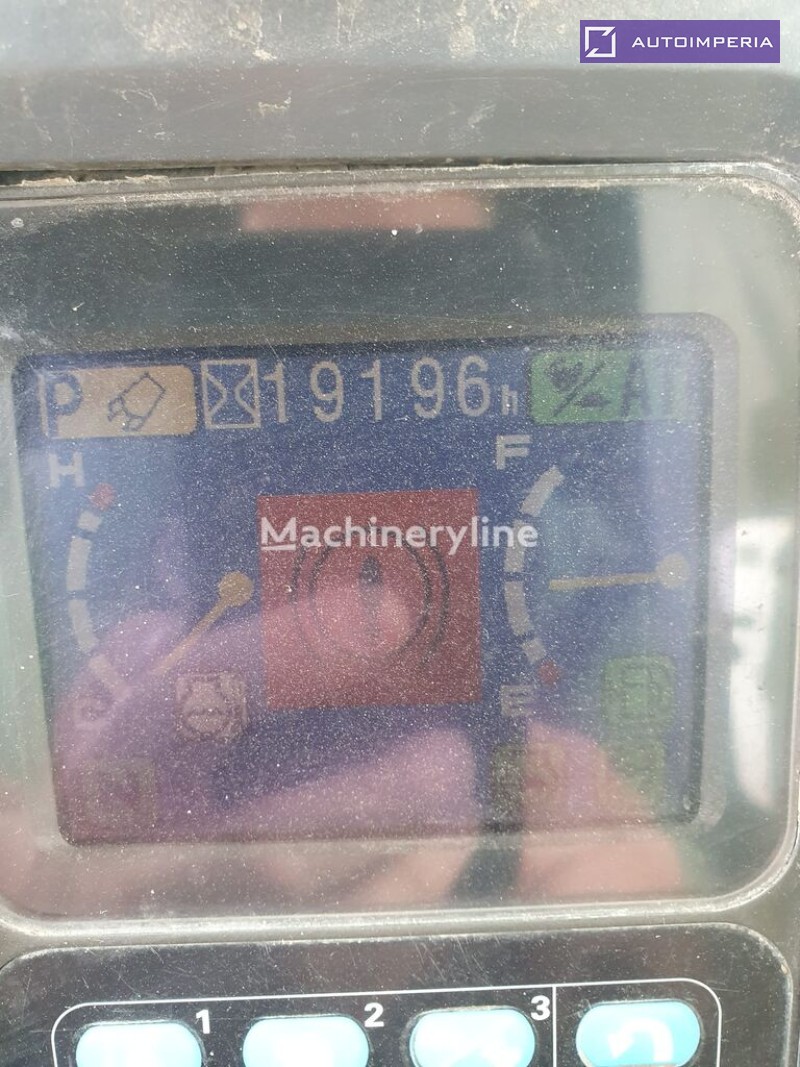 AUTOIMPERIA
P 19196h
H F
Machineryline
C E
1 2 3